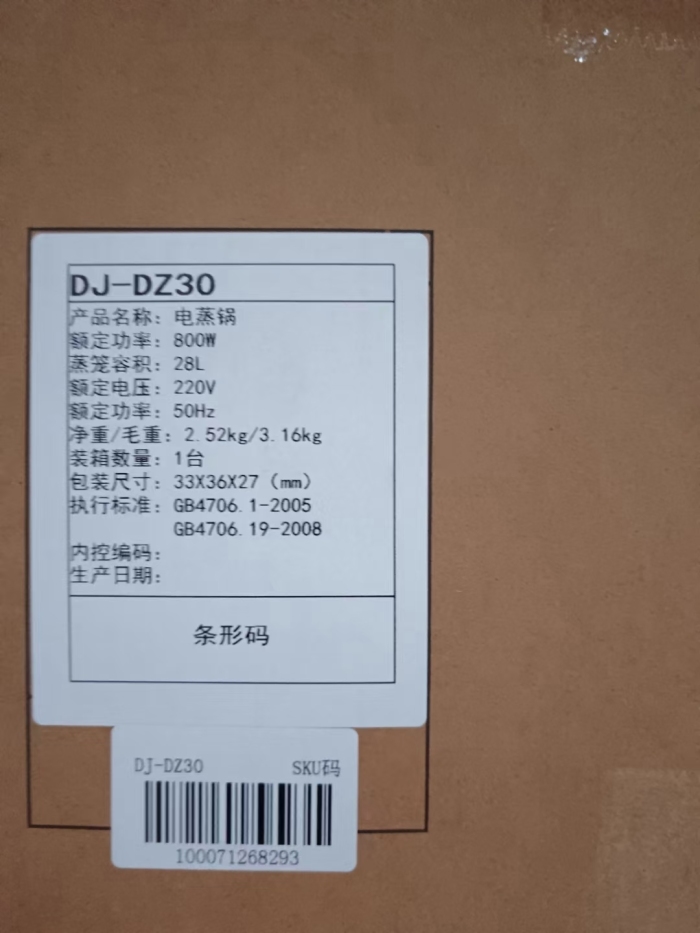 DJ-DZ30
产品名称：电蒸锅
额定功率：800W
蒸笼容积：28L
额定电压：220V
额定功率：50Hz
净重/毛重：2.52kg/3.16kg
装箱数量：1台
包装尺寸：33X36X27（mm）
执行标准：GB4706.1-2005
GB4706.19-2008
内控编码：
生产日期：
条形码
DJ-DZ30 SKU码
100071268293